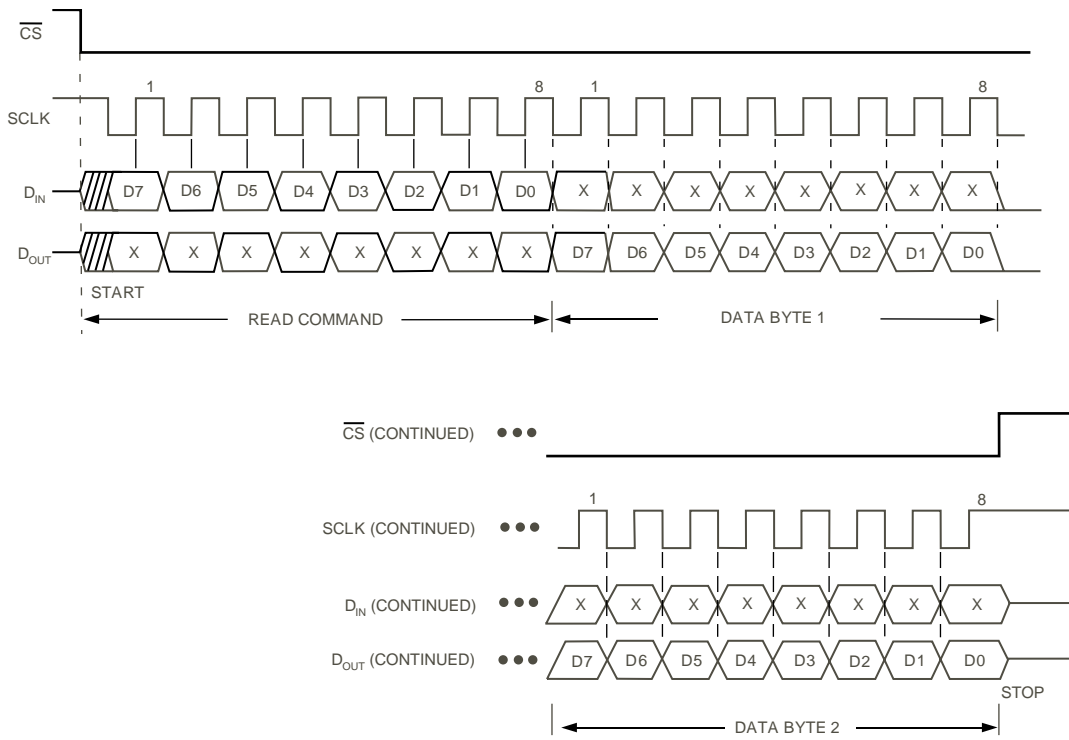 CS
1 8 1 8
SCLK
DIN D7 D6 D5 D4 D3 D2 D1 D0 X X X X X X X X
DOUT X X X X X X X X D7 D6 D5 D4 D3 D2 D1 D0
START
READ COMMAND DATA BYTE 1
CS (CONTINUED)
1 8
SCLK (CONTINUED)
DIN (CONTINUED) X X X X X X X X
DOUT (CONTINUED) D7 D6 D5 D4 D3 D2 D1 D0
STOP
DATA BYTE 2